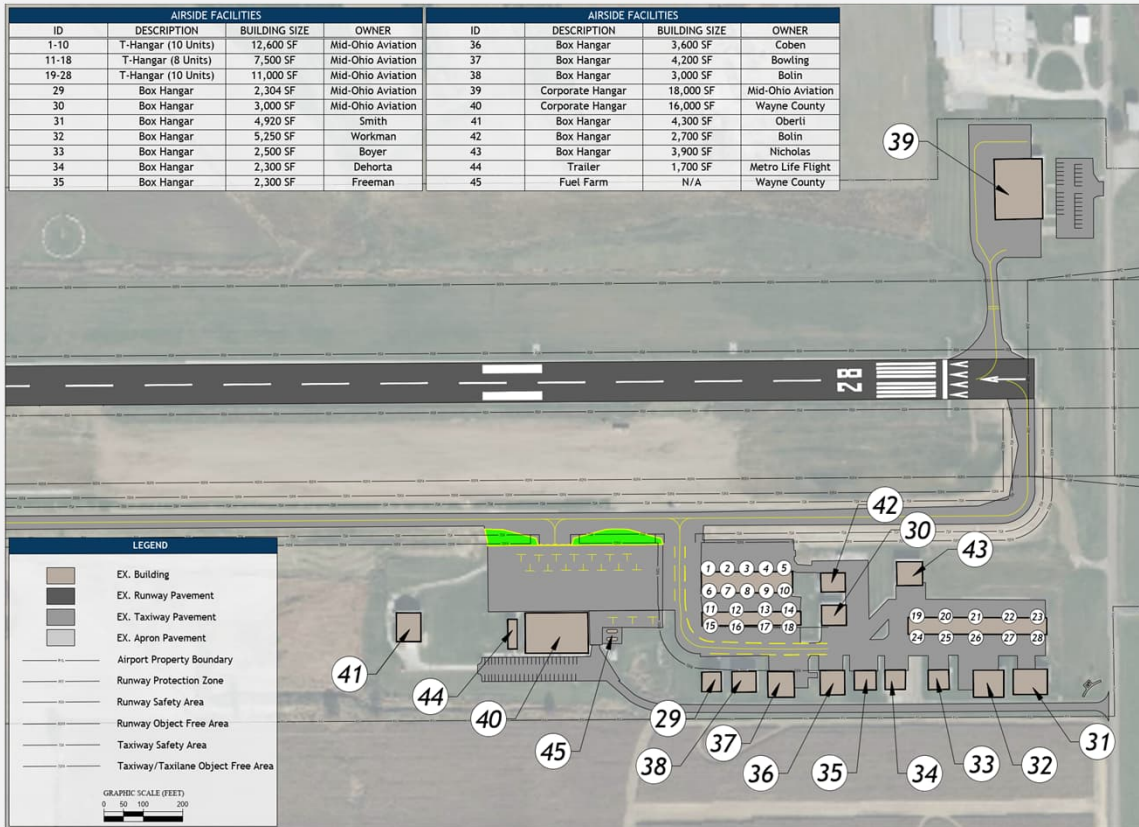 AIRSIDE FACILITIES
ID DESCRIPTION BUILDING SIZE OWNER
1-10 T-Hangar (10 Units) 12,600 SF Mid-Ohio Aviation
11-18 T-Hangar (8 Units) 7,500 SF Mid-Ohio Aviation
19-28 T-Hangar (10 Units) 11,000 SF Mid-Ohio Aviation
29 Box Hangar 2,304 SF Mid-Ohio Aviation
30 Box Hangar 3,000 SF Mid-Ohio Aviation
31 Box Hangar 4,920 SF Smith
32 Box Hangar 5,250 SF Workman
33 Box Hangar 2,500 SF Boyer
34 Box Hangar 2,300 SF Dehorta
35 Box Hangar 2,300 SF Freeman
AIRSIDE FACILITIES
ID DESCRIPTION BUILDING SIZE OWNER
36 Box Hangar 3,600 SF Coben
37 Box Hangar 4,200 SF Bowling
38 Box Hangar 3,000 SF Bolin
39 Corporate Hangar 18,000 SF Mid-Ohio Aviation
40 Corporate Hangar 16,000 SF Wayne County
41 Box Hangar 4,300 SF Oberli
42 Box Hangar 2,700 SF Bolin
43 Box Hangar 3,900 SF Nicholas
44 Trailer 1,700 SF Metro Life Flight
45 Fuel Farm N/A Wayne County
39
28
42
30
43
1 2 3 4 5
6 7 8 9 10
11 12 13 14
15 16 17 18
19 20 21 22 23
24 25 26 27 28
41
44
40
45
29
38
37
36
35
34
33
32
31
LEGEND
EX. Building
EX. Runway Pavement
EX. Taxiway Pavement
EX. Apron Pavement
Airport Property Boundary
Runway Protection Zone
Runway Safety Area
Runway Object Free Area
Taxiway Safety Area
Taxiway/Taxilane Object Free Area
GRAPHIC SCALE (FEET)
0 50 100 200